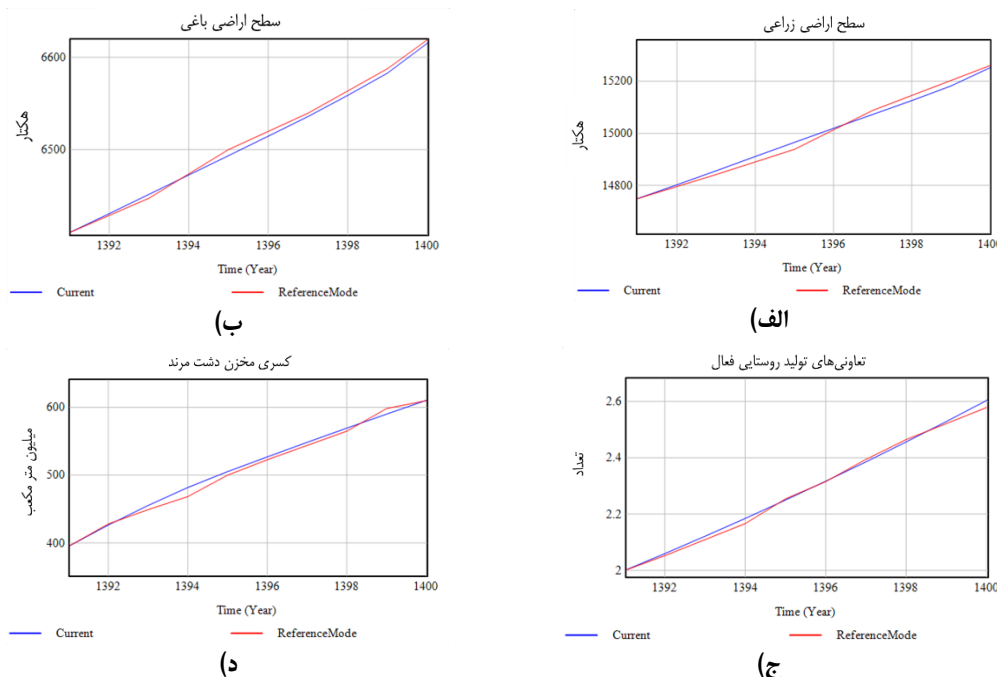 سطح اراضی زراعی
هکتار
15200
15000
14800
1392 1394 1396 1398 1400
Time (Year)
Current ReferenceMode
الف)
سطح اراضی باغی
هکتار
6600
6500
1392 1394 1396 1398 1400
Time (Year)
Current ReferenceMode
ب)
تعاونی‌های تولید روستایی فعال
تعداد
2.6
2.4
2.2
2
1392 1394 1396 1398 1400
Time (Year)
Current ReferenceMode
ج)
کسری مخزن دشت مرند
میلیون متر مکعب
600
500
400
1392 1394 1396 1398 1400
Time (Year)
Current ReferenceMode
د)